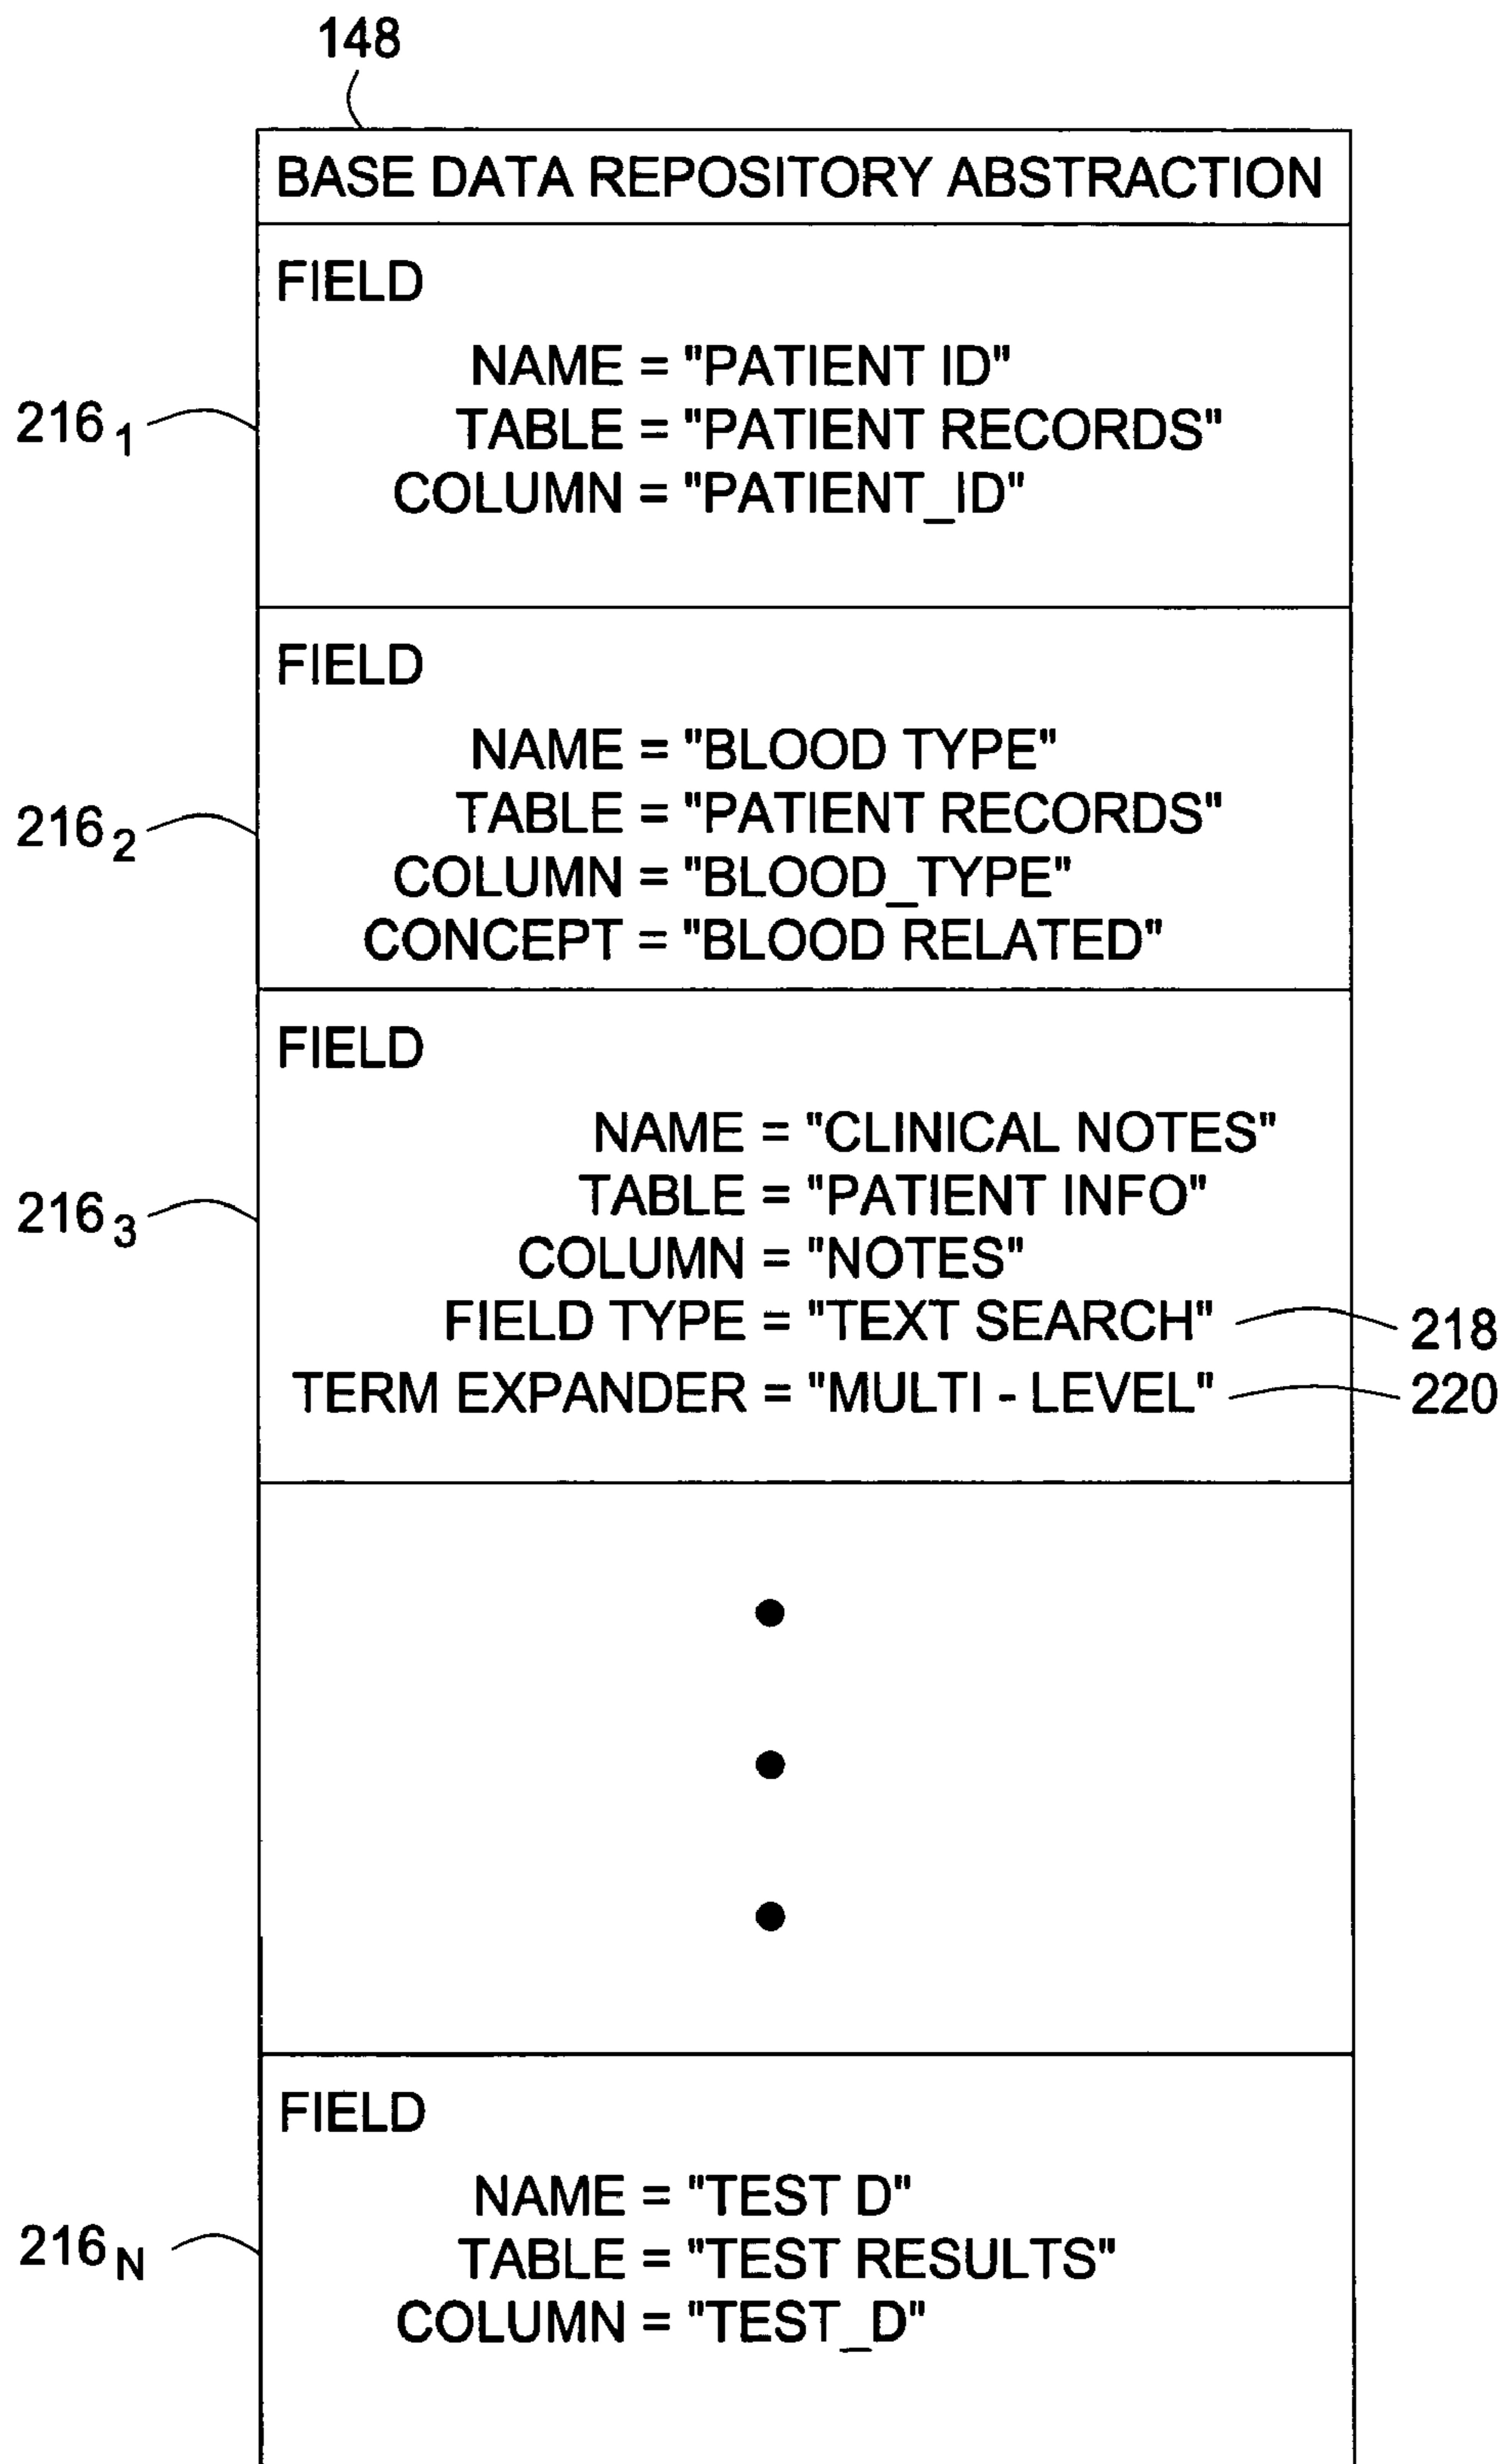 148
BASE DATA REPOSITORY ABSTRACTION
FIELD
NAME = "PATIENT ID"
216 1
TABLE = "PATIENT RECORDS"
COLUMN = "PATIENT_ID"
FIELD
NAME = "BLOOD TYPE"
TABLE = "PATIENT RECORDS"
216 2
COLUMN = "BLOOD_TYPE"
CONCEPT = "BLOOD RELATED"
FIELD
NAME = "CLINICAL NOTES"
TABLE = "PATIENT INFO"
216 3
COLUMN = "NOTES"
FIELD TYPE = "TEXT SEARCH" 218
TERM EXPANDER = "MULTI - LEVEL" 220
FIELD
NAME = "TEST D"
216 N
TABLE = "TEST RESULTS"
COLUMN = "TEST_D"